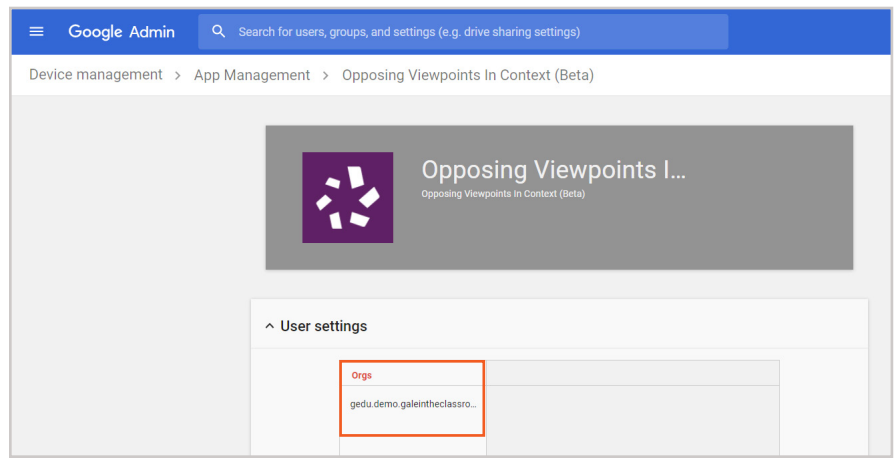 Google Admin
Search for users, groups, and settings (e.g. drive sharing settings)
Device management > App Management > Opposing Viewpoints In Context (Beta)
Opposing Viewpoints I...
Opposing Viewpoints In Context (Beta)
User settings
Orgs
gedu.demo.galeintheclassro...